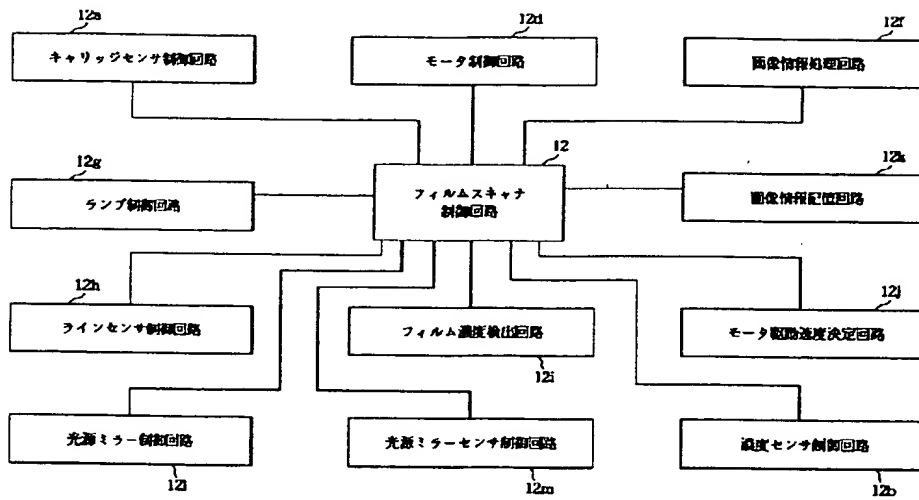 12a
キャリッジセンサ制御回路
12d
モータ制御回路
12f
画像情報処理回路
12g
ランプ制御回路
12
フィルムスキャナ
制御回路
12k
画像情報記憶回路
12h
ラインセンサ制御回路
フィルム濃度検出回路
12i
12j
モータ駆動速度決定回路
光源ミラー制御回路
12l
光源ミラーセンサ制御回路
12m
濃度センサ制御回路
12b